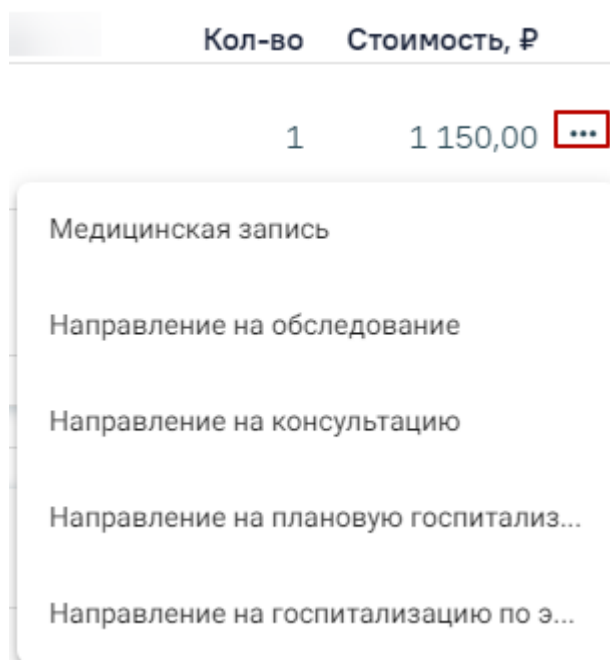 Кол-во Стоимость, ₽
1 1 150,00 •••
Медицинская запись
Направление на обследование
Направление на консультацию
Направление на плановую госпитализ...
Направление на госпитализацию по э...